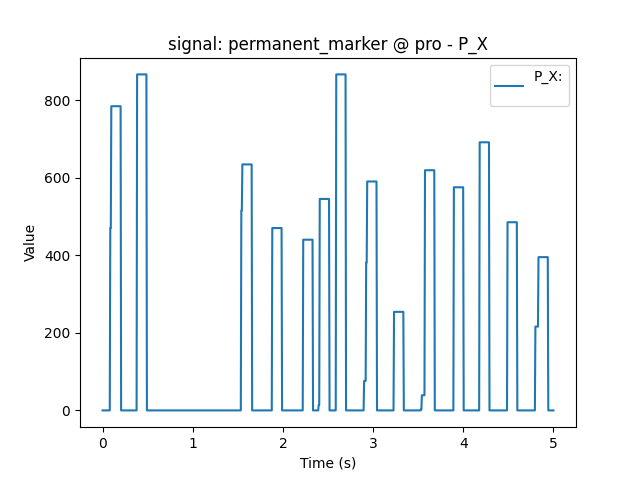 signal: permanent_marker @ pro - P_X
P_X:
Value
800
600
400
200
0
0 1 2 3 4 5
Time (s)